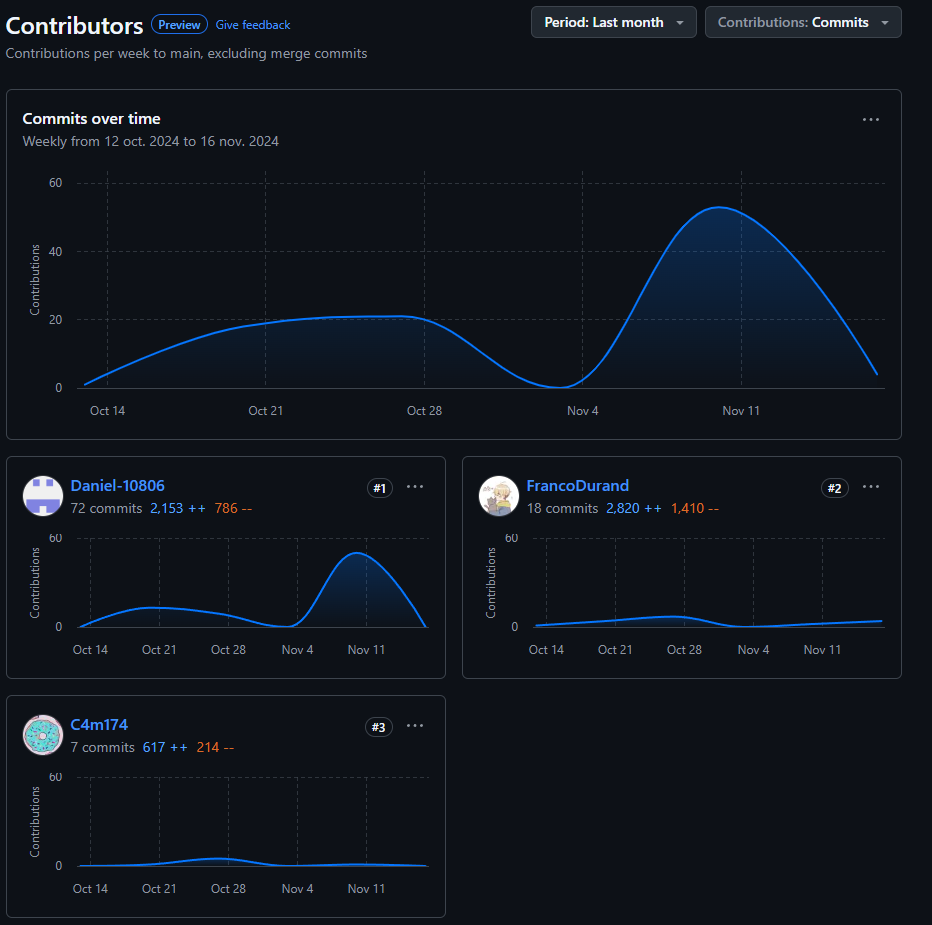 Contributors Preview Give feedback
Period: Last month
Contributions: Commits
Contributions per week to main, excluding merge commits
Commits over time
Weekly from 12 oct. 2024 to 16 nov. 2024
Contributions
60
40
20
0
Oct 14 Oct 21 Oct 28 Nov 4 Nov 11
Daniel-10806 #1
72 commits 2,153 ++ 786 --
Contributions
60
0
Oct 14 Oct 21 Oct 28 Nov 4 Nov 11
FrancoDurand #2
18 commits 2,820 ++ 1,410 --
Contributions
60
0
Oct 14 Oct 21 Oct 28 Nov 4 Nov 11
C4m174 #3
7 commits 617 ++ 214 --
Contributions
60
0
Oct 14 Oct 21 Oct 28 Nov 4 Nov 11